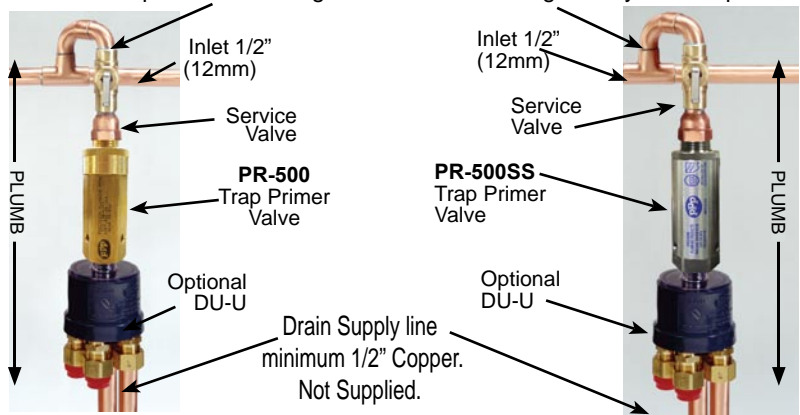 Inlet 1/2”
(12mm)
Service
Valve
PR-500
Trap Primer
Valve
PLUMB
Optional
DU-U
Drain Supply line
minimum 1/2” Copper.
Not Supplied.
Inlet 1/2”
(12mm)
Service
Valve
PR-500SS
Trap Primer
Valve
PLUMB
Optional
DU-U